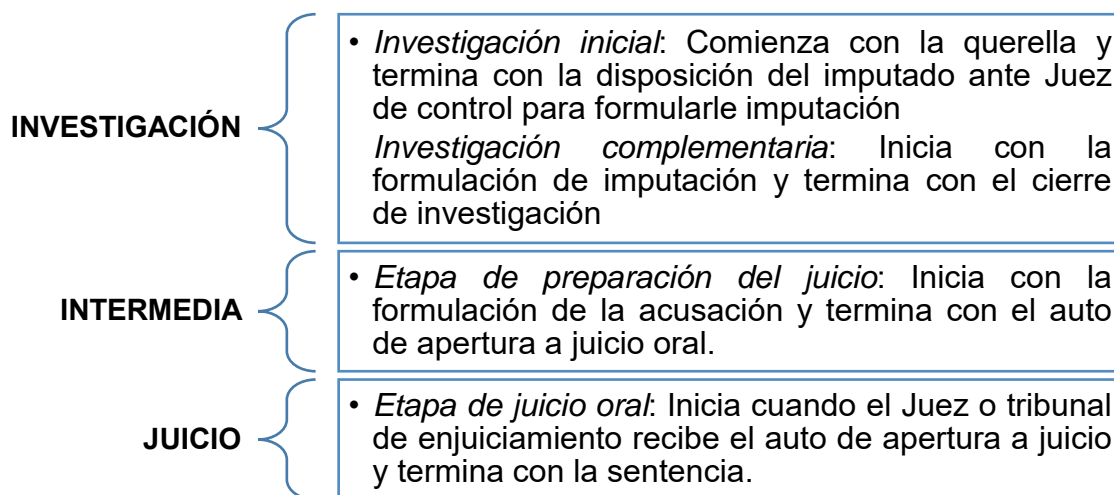 INVESTIGACIÓN
• Investigación inicial: Comienza con la querella y
termina con la disposición del imputado ante Juez
de control para formularle imputación
Investigación complementaria: Inicia con la
formulación de imputación y termina con el cierre
de investigación
INTERMEDIA
• Etapa de preparación del juicio: Inicia con la
formulación de la acusación y termina con el auto
de apertura a juicio oral.
JUICIO
• Etapa de juicio oral: Inicia cuando el Juez o tribunal
de enjuiciamiento recibe el auto de apertura a juicio
y termina con la sentencia.